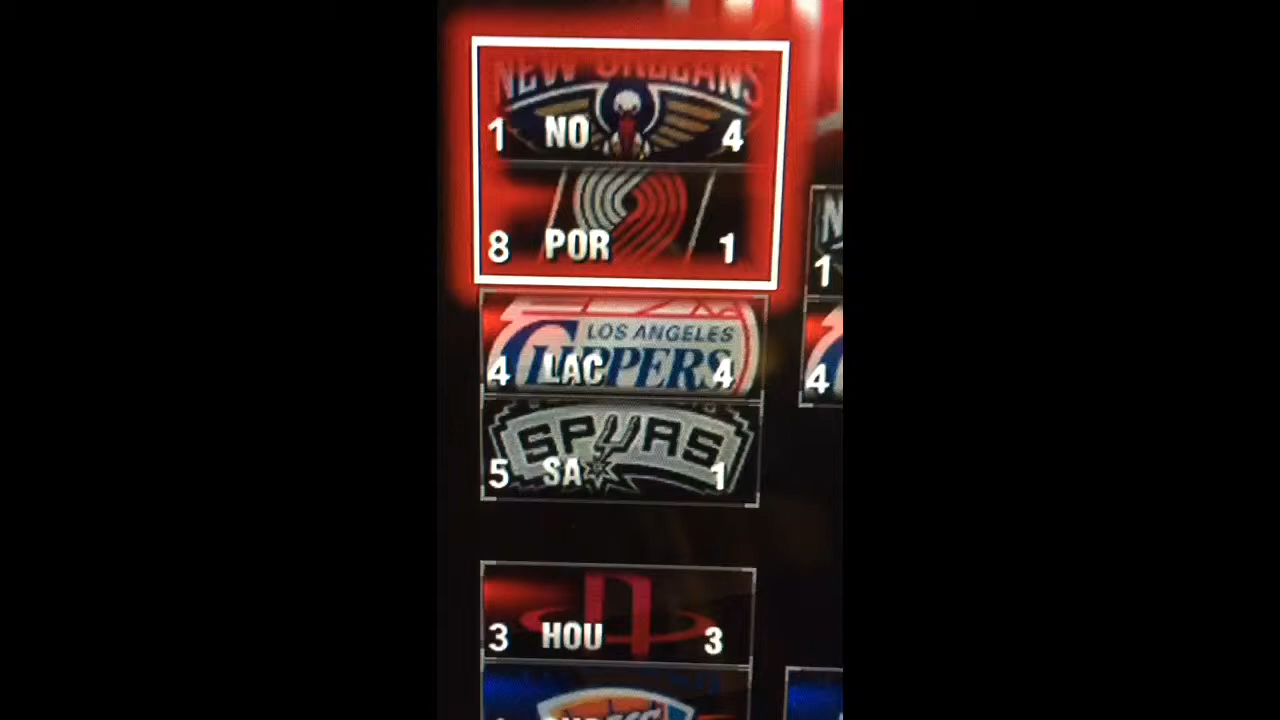 NEW ORLEANS
1 NO 4
8 POR 1
1
LOS ANGELES
CLIPPERS
4 LAC 4
4
SPURS
5 SA 1
3 HOU 3